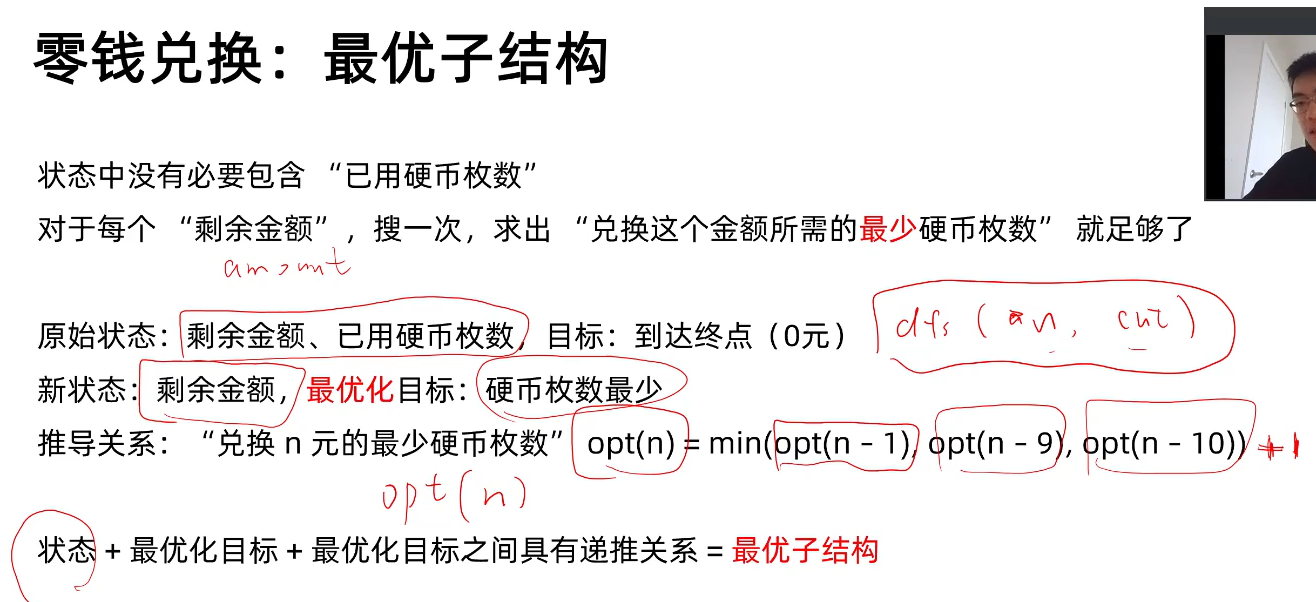 零钱兑换：最优子结构
状态中没有必要包含 “已用硬币枚数”
对于每个 “剩余金额” ，搜一次，求出 “兑换这个金额所需的最少硬币枚数” 就足够了
amount
原始状态：剩余金额、已用硬币枚数，目标：到达终点（0元） dfs ( n, cnt )
新状态：剩余金额，最优化目标：硬币枚数最少
推导关系： “兑换 n 元的最少硬币枚数” opt(n) = min(opt(n − 1), opt(n − 9), opt(n − 10)) +1
opt(n)
状态 + 最优化目标 + 最优化目标之间具有递推关系 = 最优子结构